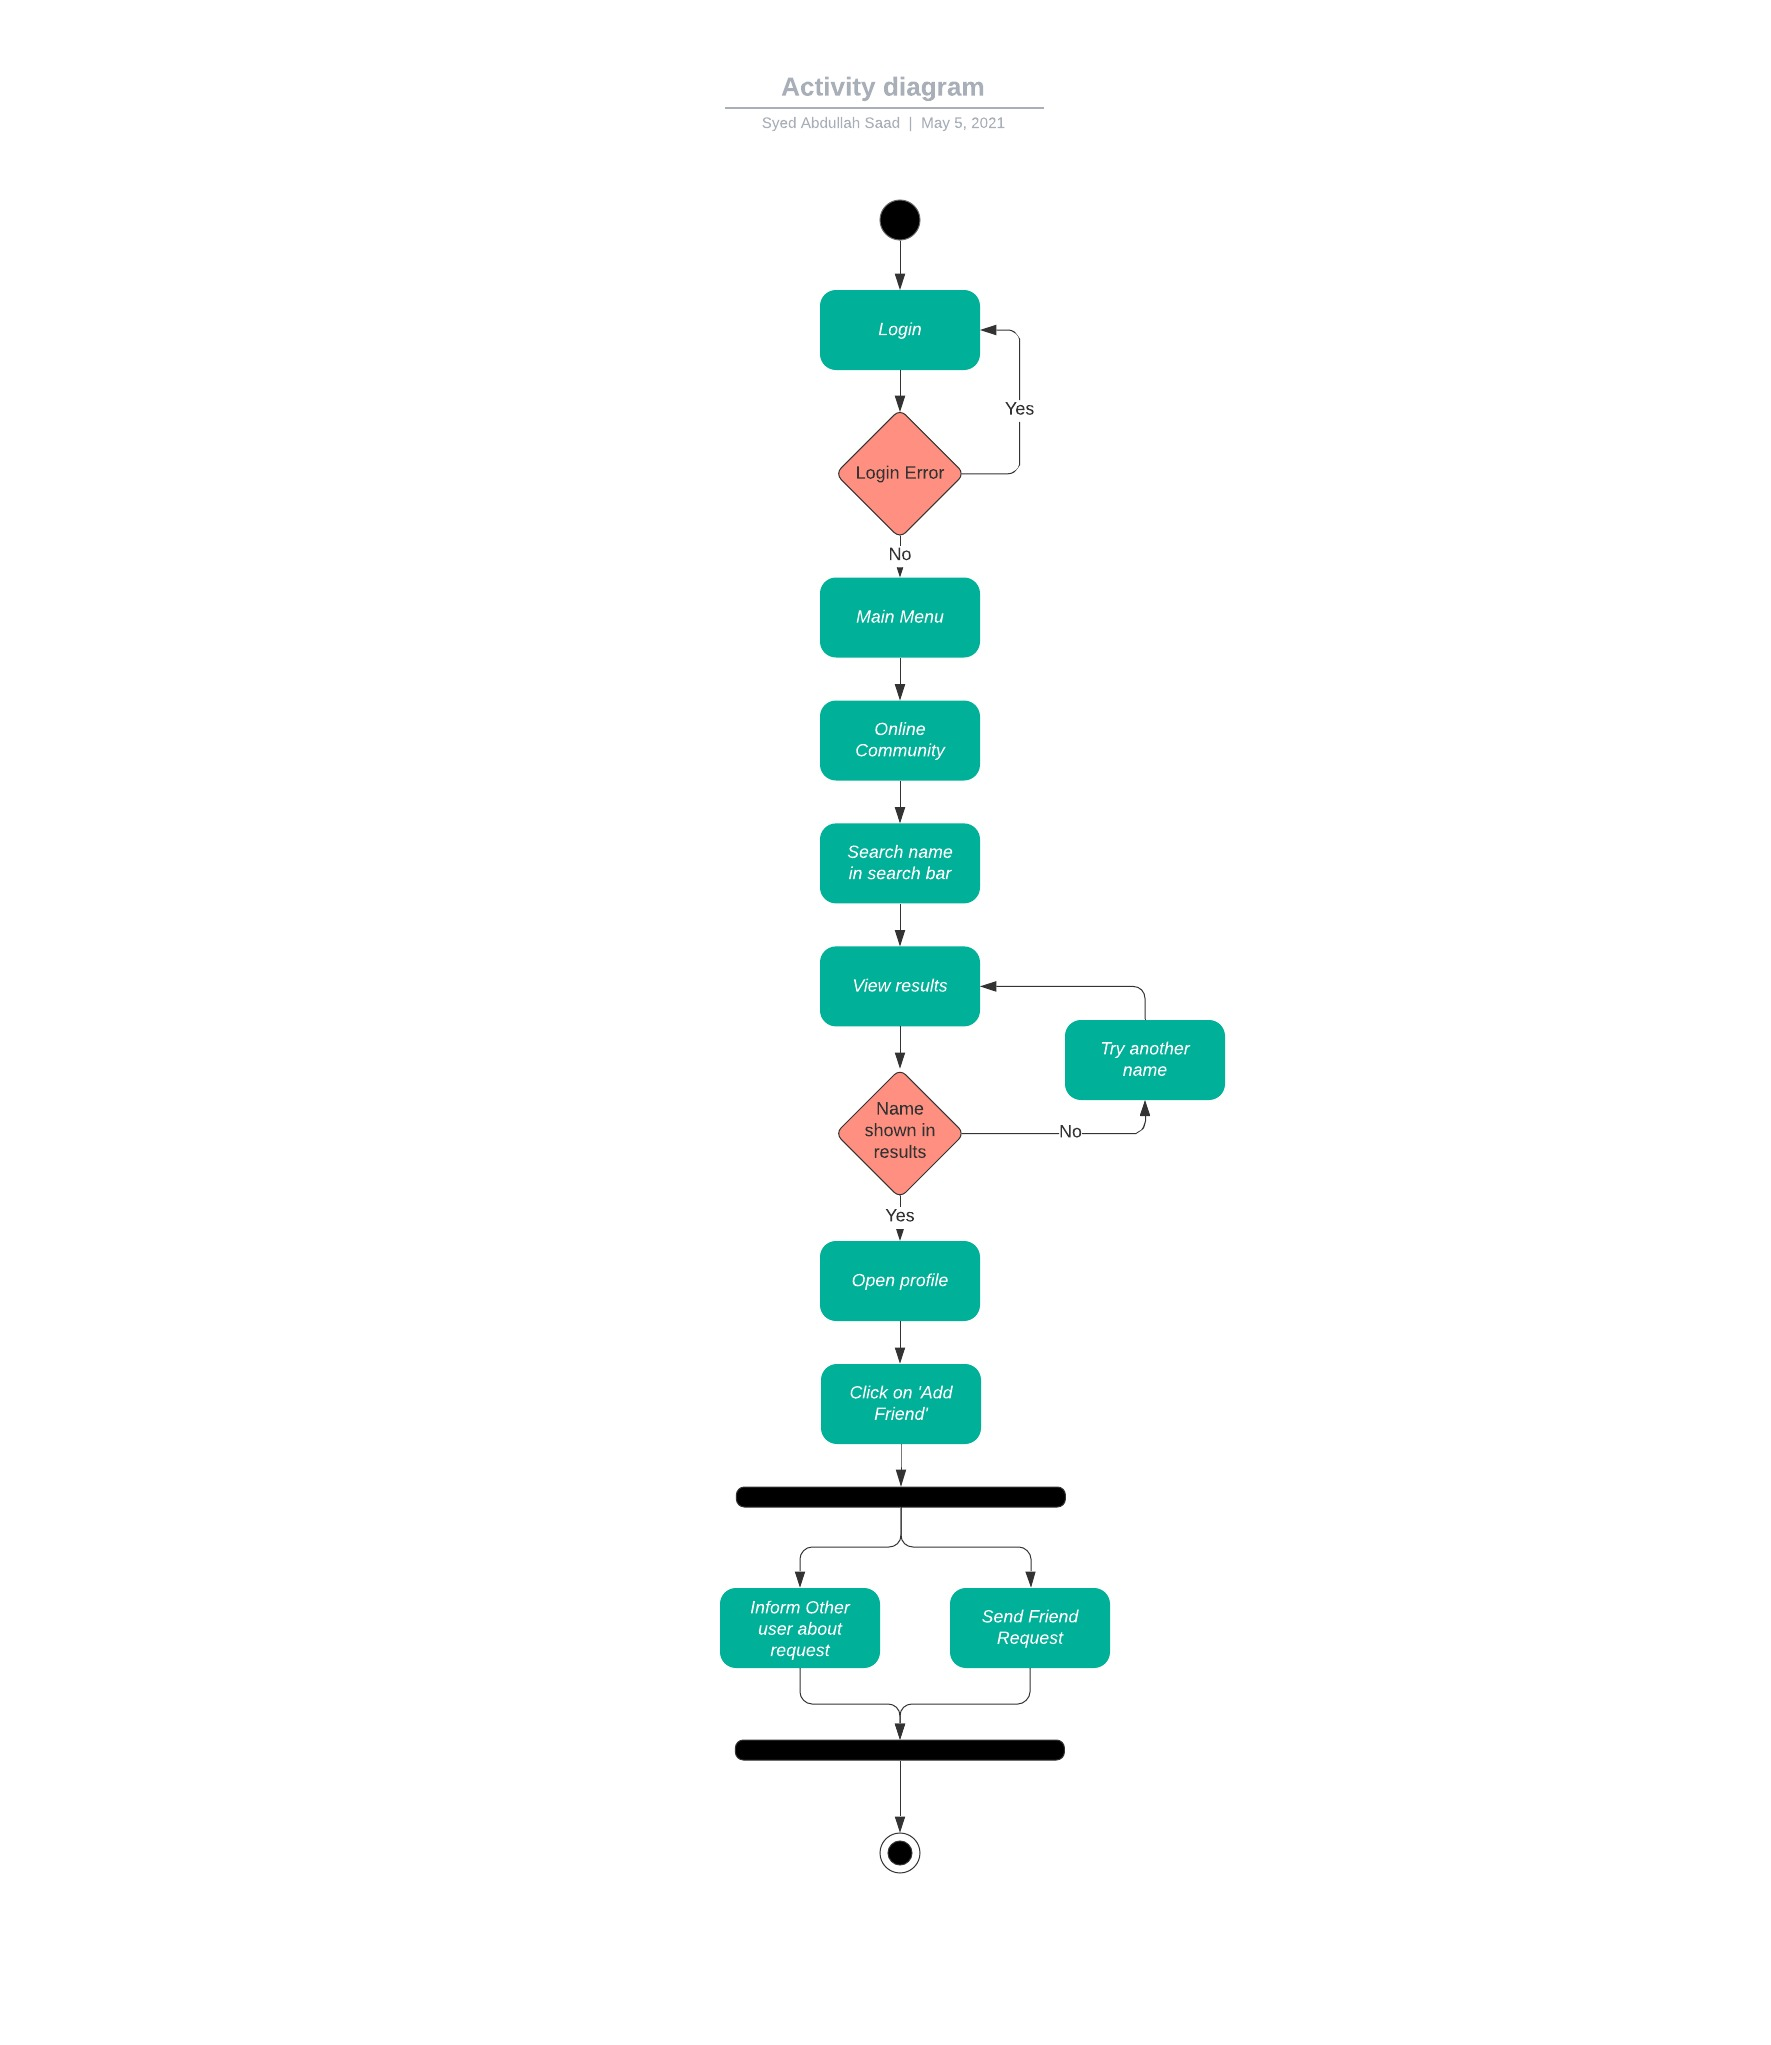 Activity diagram
Syed Abdullah Saad | May 5, 2021
Login
Yes
Login Error
No
Main Menu
Online
Community
Search name
in search bar
View results
Try another
name
Name
shown in
results
No
Yes
Open profile
Click on 'Add
Friend'
Inform Other
user about
request
Send Friend
Request